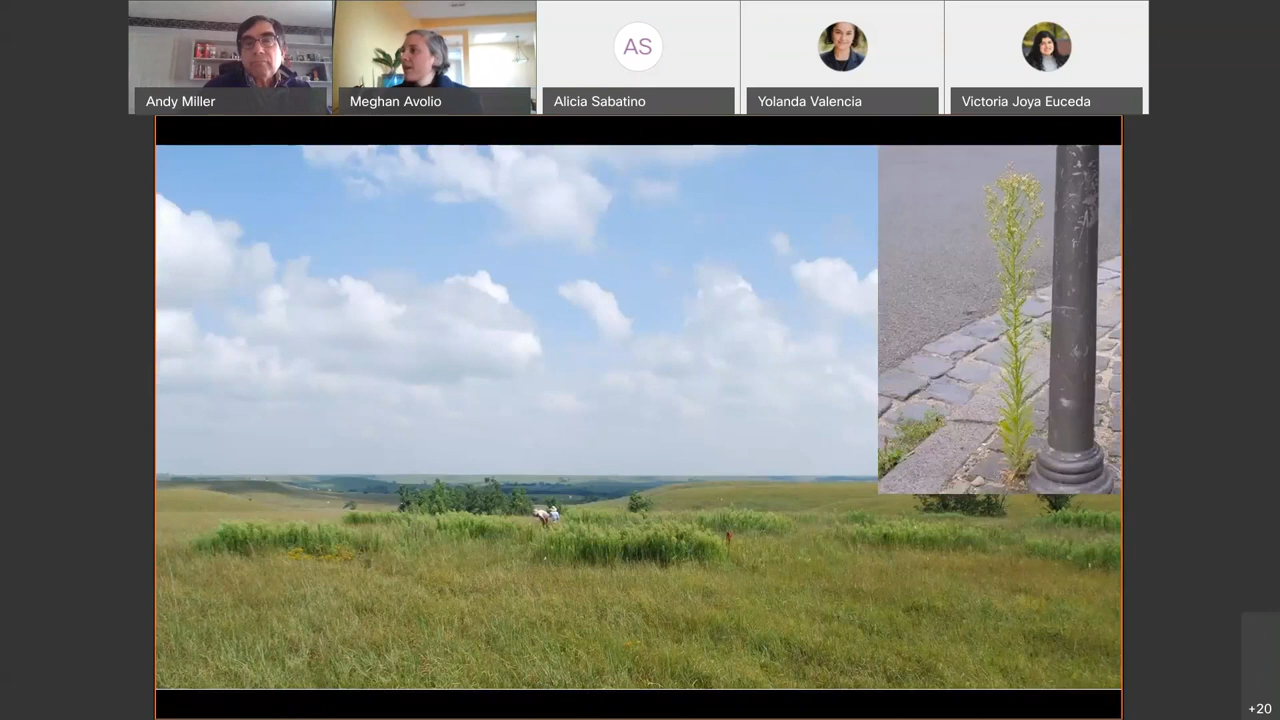 AS
Andy Miller
Meghan Avolio
Alicia Sabatino
Yolanda Valencia
Victoria Joya Euceda
+20